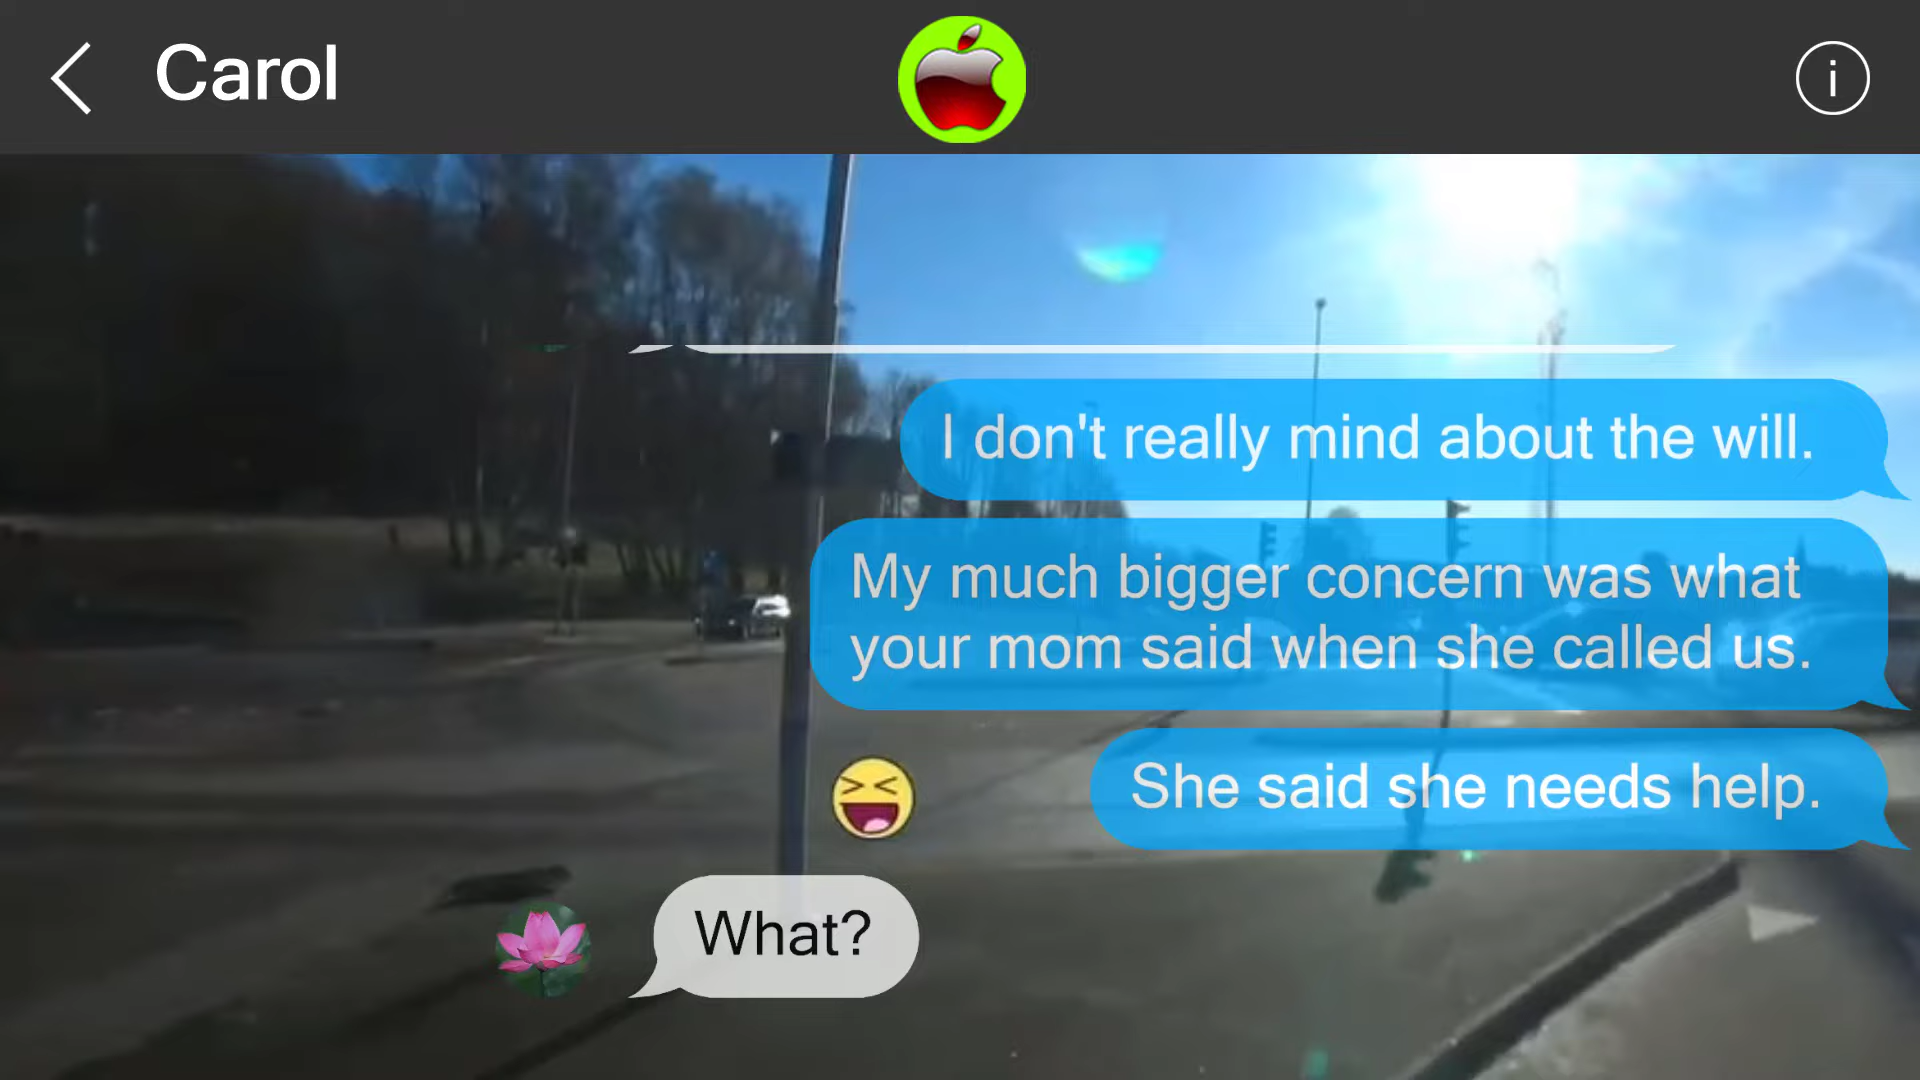 Carol
i
I don't really mind about the will.
My much bigger concern was what
your mom said when she called us.
She said she needs help.
What?